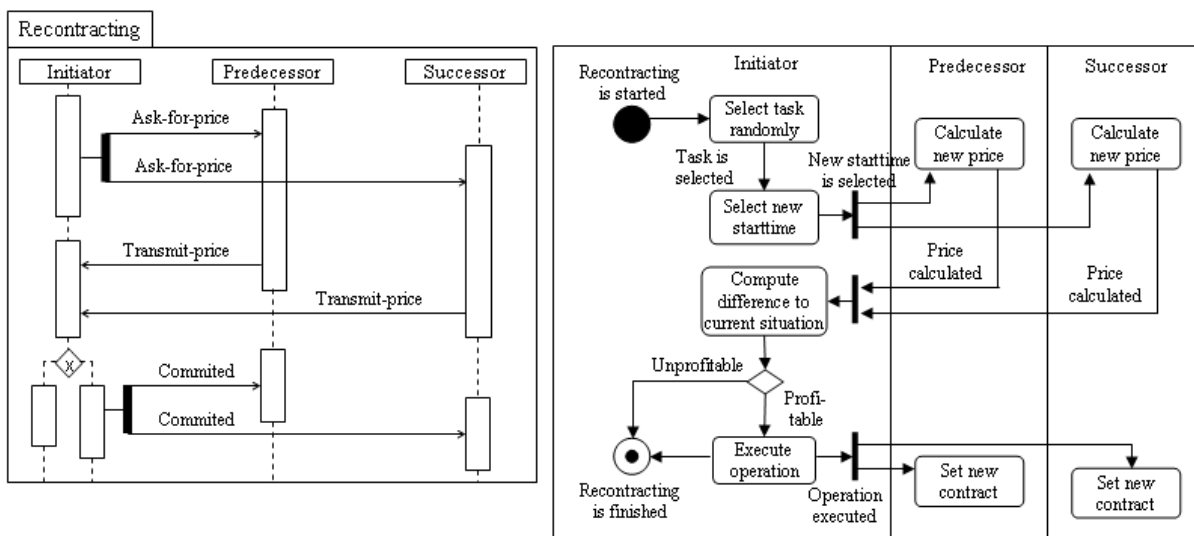 Recontracting
Initiator
Predecessor
Successor
Ask-for-price
Ask-for-price
Transmit-price
Transmit-price
X
Commited
Commited
Initiator
Predecessor
Successor
Recontracting
is started
Select task
randomly
Calculate
new price
Calculate
new price
Task is
selected
New starttime
is selected
Select new
starttime
Price
calculated
Price
calculated
Compute
difference to
current situation
Unprofitable
Profi-
table
Execute
operation
Recontracting
is finished
Operation
executed
Set new
contract
Set new
contract